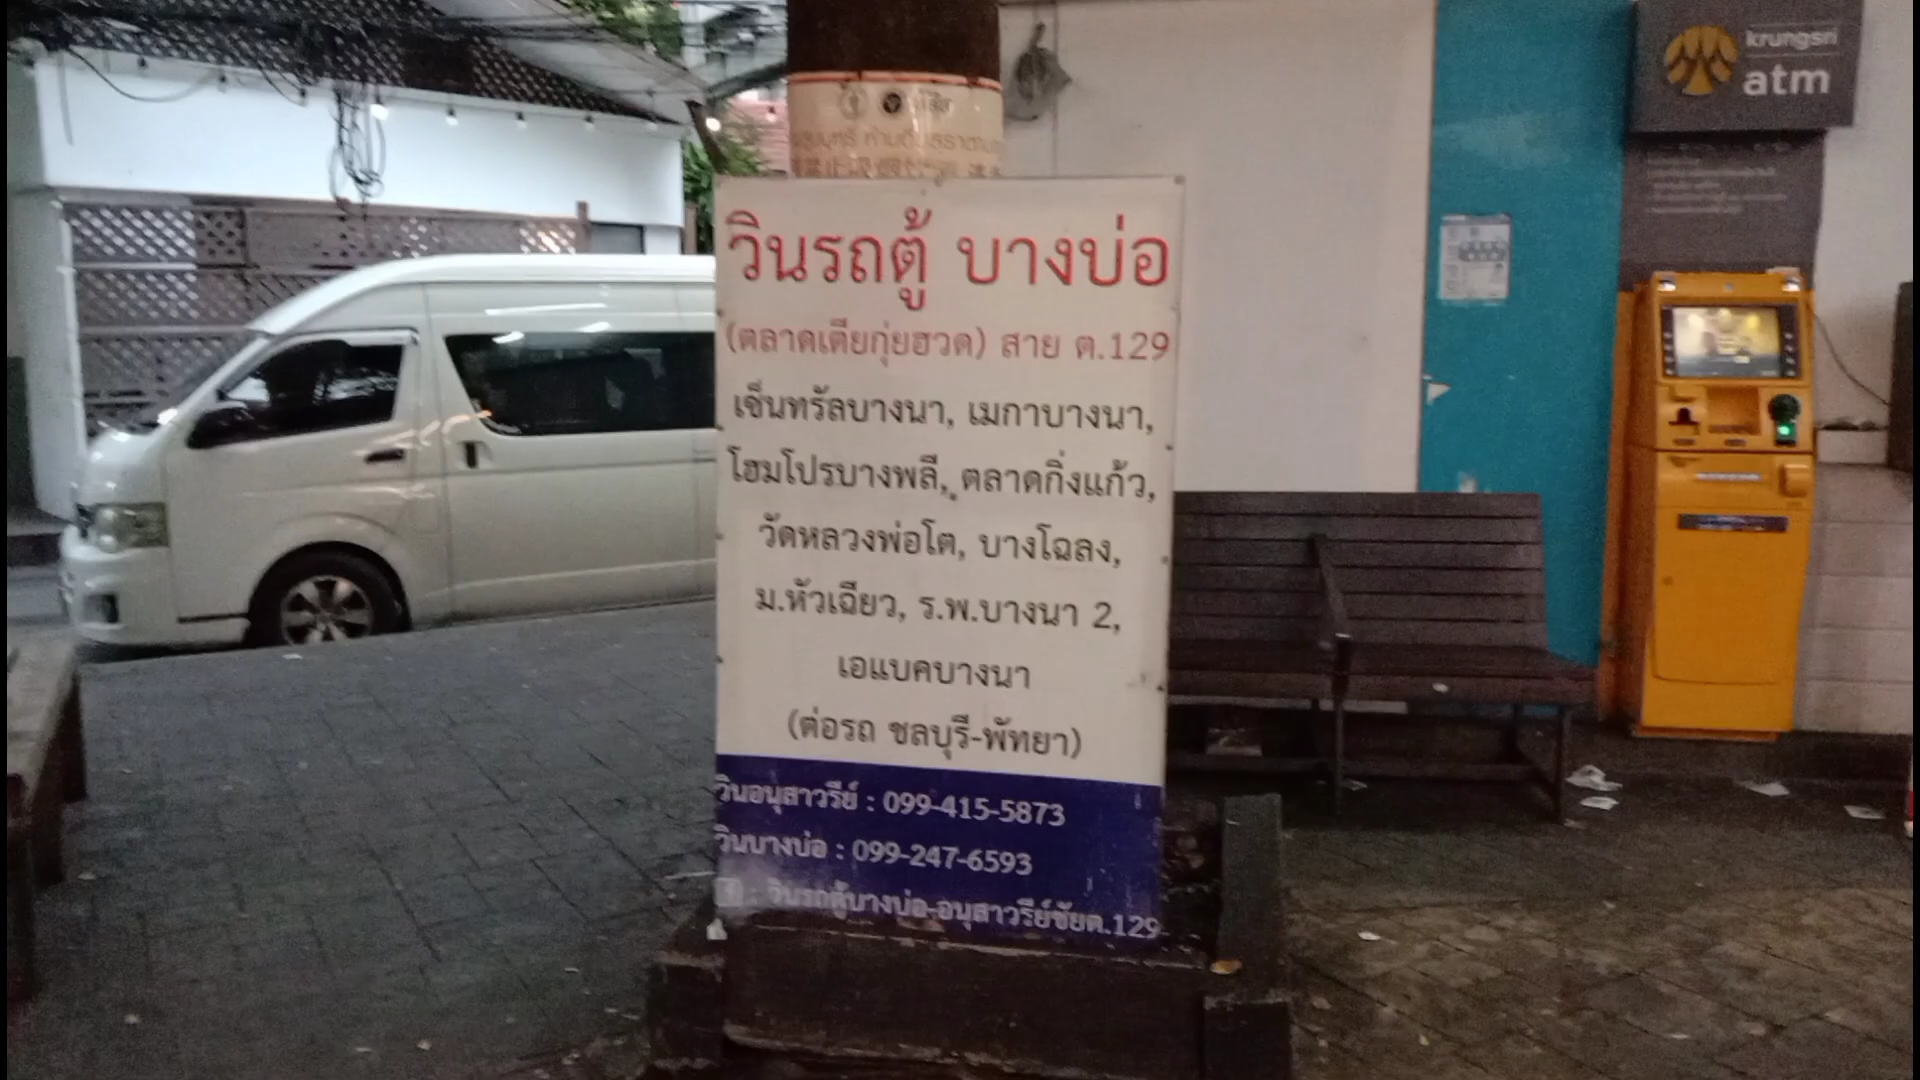 krungsri
atm
วินรถตู้ บางบ่อ
(ตลาดเตียกุ่ยฮวด) สาย ต.129
เซ็นทรัลบางนา, เมกาบางนา,
โฮมโปรบางพลี, ตลาดกิ่งแก้ว,
วัดหลวงพ่อโต, บางโฉลง,
ม.หัวเฉียว, ร.พ.บางนา 2,
เอแบคบางนา
(ต่อรถ ชลบุรี-พัทยา)
วินอนุสาวรีย์ : 099-415-5873
วินบางบ่อ : 099-247-6593
: วินรถตู้บางบ่อ-อนุสาวรีย์ชัยต.129